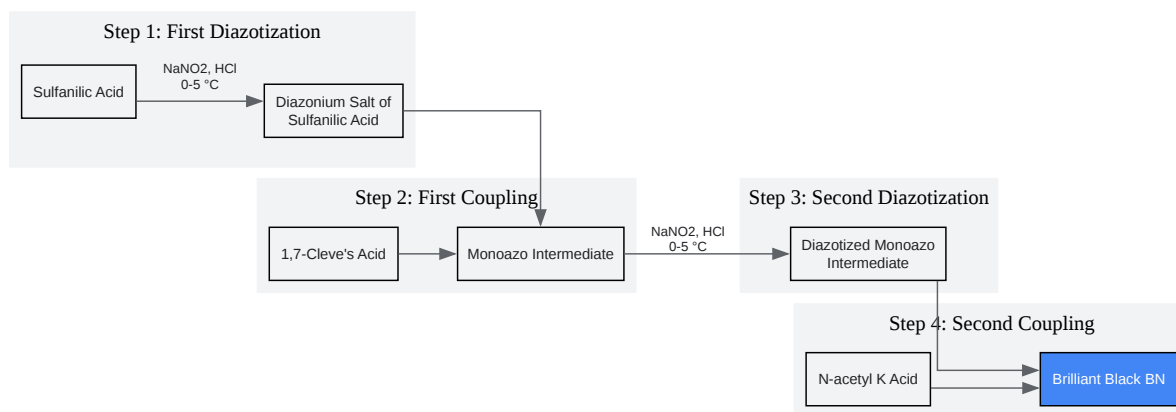 Step 1: First Diazotization
Sulfanilic Acid
NaNO2, HCl
0-5 °C
Diazonium Salt of
Sulfanilic Acid
Step 2: First Coupling
1,7-Cleve's Acid
Monoazo Intermediate
NaNO2, HCl
0-5 °C
Step 3: Second Diazotization
Diazotized Monoazo
Intermediate
Step 4: Second Coupling
N-acetyl K Acid
Brilliant Black BN